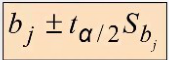 b_j ± t_{α/2} S_{b_j}